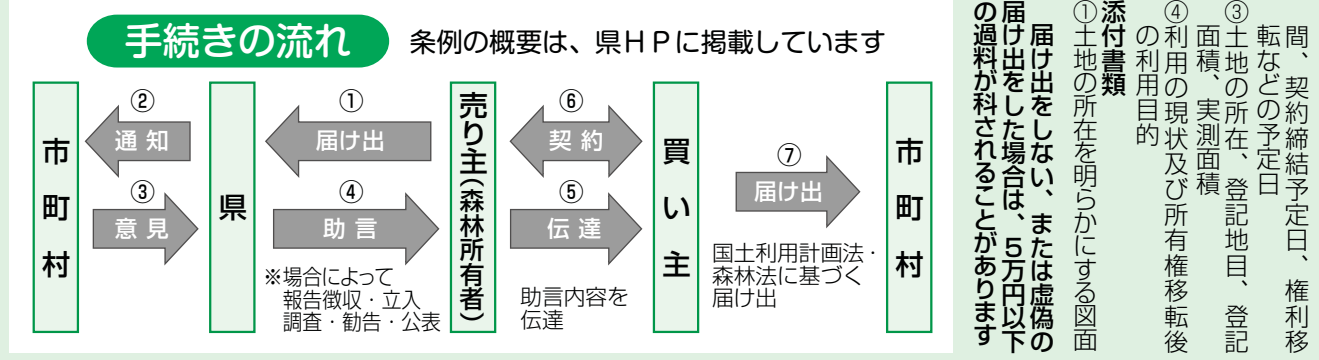 手続きの流れ
条例の概要は、県ＨＰに掲載しています
市町村
②
通知
③
意見
県
①
届け出
④
助言
※場合によって
報告徴収・立入
調査・勧告・公表
売り主（森林所有者）
⑥
契約
⑤
伝達
助言内容を
伝達
買い主
⑦
届け出
国土利用計画法・
森林法に基づく
届け出
市町村
間、契約締結予定日、権利移
転などの予定日
③土地の所在、登記地目、登記
面積、実測面積
④利用の現状及び所有権移転後
の利用目的
添付書類
①土地の所在を明らかにする図面
届け出をしない、または虚偽の
届け出をした場合は、５万円以下
の過料が科されることがあります